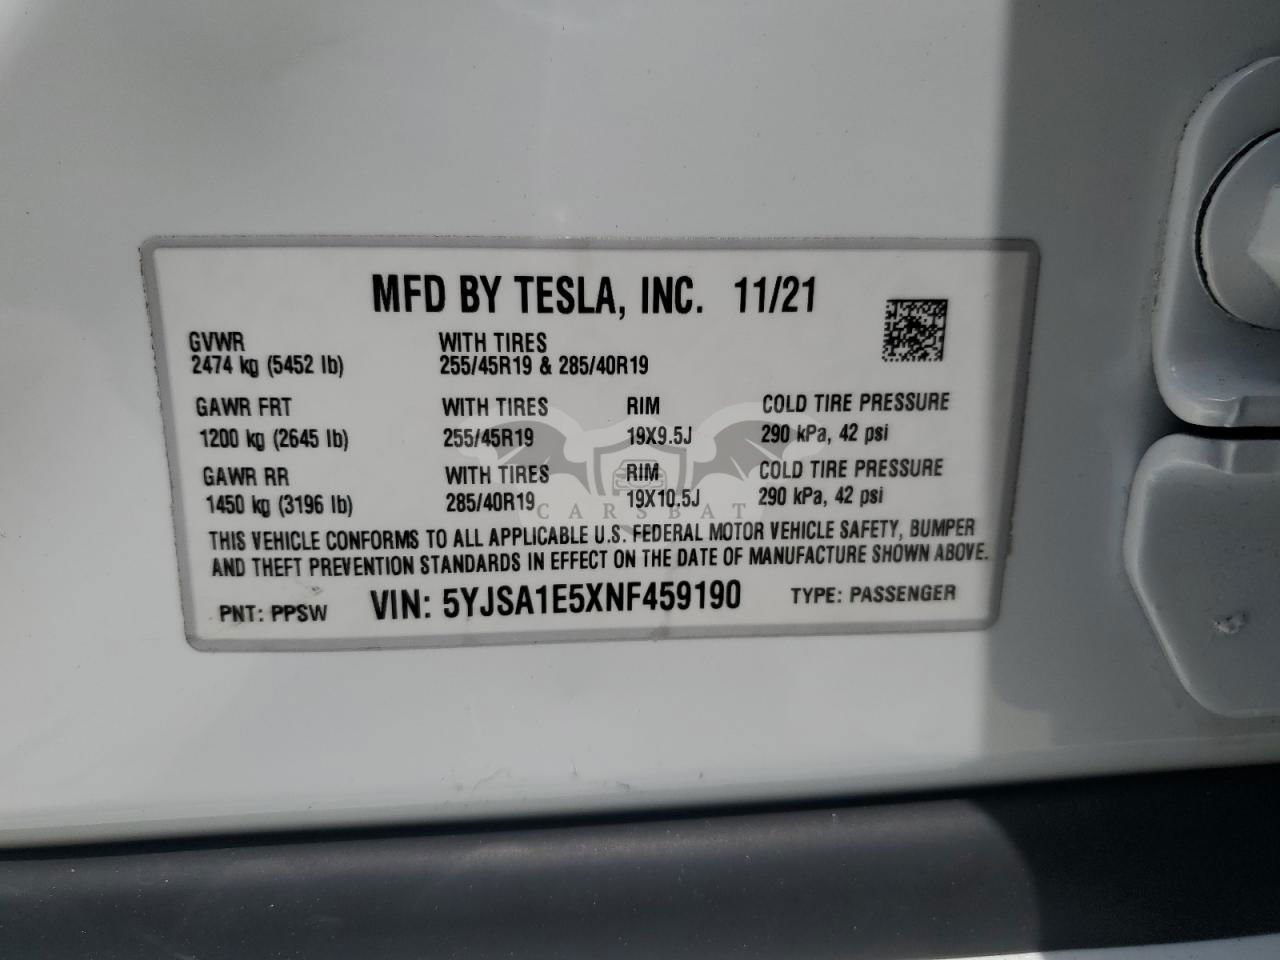 MFD BY TESLA, INC. 11/21
GVWR WITH TIRES
2474 kg (5452 lb) 255/45R19 & 285/40R19
GAWR FRT WITH TIRES RIM COLD TIRE PRESSURE
1200 kg (2645 lb) 255/45R19 19X9.5J 290 kPa, 42 psi
GAWR RR WITH TIRES RIM COLD TIRE PRESSURE
1450 kg (3196 lb) 285/40R19 19X10.5J 290 kPa, 42 psi
CARSBAT
THIS VEHICLE CONFORMS TO ALL APPLICABLE U.S. FEDERAL MOTOR VEHICLE SAFETY, BUMPER
AND THEFT PREVENTION STANDARDS IN EFFECT ON THE DATE OF MANUFACTURE SHOWN ABOVE.
PNT: PPSW VIN: 5YJSA1E5XNF459190 TYPE: PASSENGER